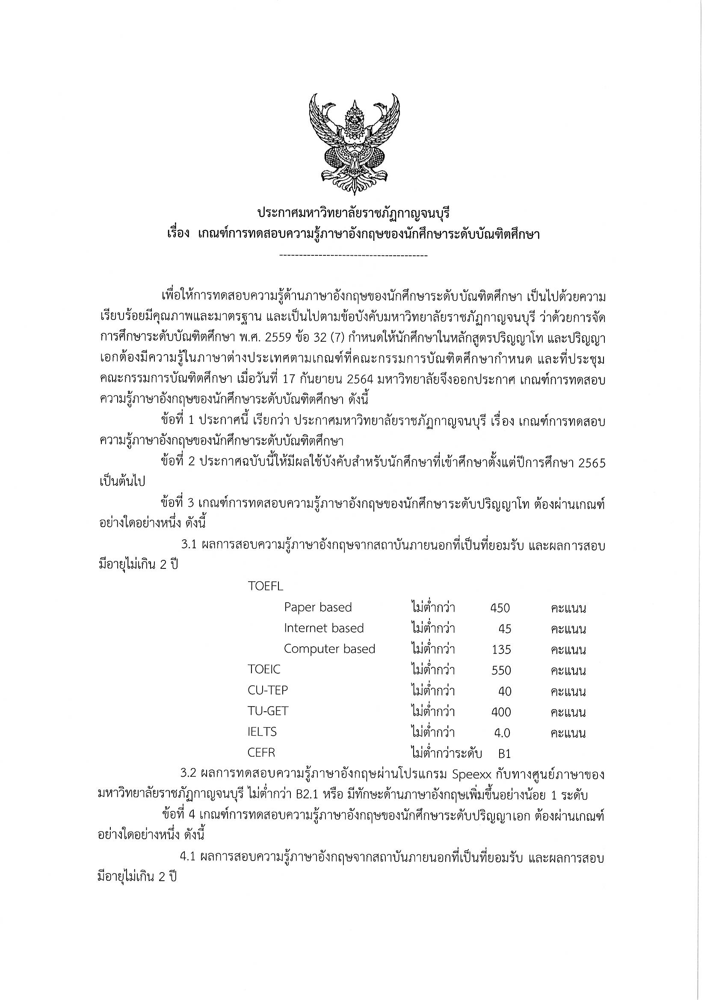 ประกาศมหาวิทยาลัยราชภัฏกาญจนบุรี
เรื่อง เกณฑ์การทดสอบความรู้ภาษาอังกฤษของนักศึกษาระดับบัณฑิตศึกษา
-------------------------------------
เพื่อให้การทดสอบความรู้ด้านภาษาอังกฤษของนักศึกษาระดับบัณฑิตศึกษา เป็นไปด้วยความ
เรียบร้อยมีคุณภาพและมาตรฐาน และเป็นไปตามข้อบังคับมหาวิทยาลัยราชภัฏกาญจนบุรี ว่าด้วยการจัด
การศึกษาระดับบัณฑิตศึกษา พ.ศ. 2559 ข้อ 32 (7) กำหนดให้นักศึกษาในหลักสูตรปริญญาโท และปริญญา
เอกต้องมีความรู้ในภาษาต่างประเทศตามเกณฑ์ที่คณะกรรมการบัณฑิตศึกษากำหนด และที่ประชุม
คณะกรรมการบัณฑิตศึกษา เมื่อวันที่ 17 กันยายน 2564 มหาวิทยาลัยจึงออกประกาศ เกณฑ์การทดสอบ
ความรู้ภาษาอังกฤษของนักศึกษาระดับบัณฑิตศึกษา ดังนี้
ข้อที่ 1 ประกาศนี้ เรียกว่า ประกาศมหาวิทยาลัยราชภัฏกาญจนบุรี เรื่อง เกณฑ์การทดสอบ
ความรู้ภาษาอังกฤษของนักศึกษาระดับบัณฑิตศึกษา
ข้อที่ 2 ประกาศฉบับนี้ให้มีผลใช้บังคับสำหรับนักศึกษาที่เข้าศึกษาตั้งแต่ปีการศึกษา 2565
เป็นต้นไป
ข้อที่ 3 เกณฑ์การทดสอบความรู้ภาษาอังกฤษของนักศึกษาระดับปริญญาโท ต้องผ่านเกณฑ์
อย่างใดอย่างหนึ่ง ดังนี้
3.1 ผลการสอบความรู้ภาษาอังกฤษจากสถาบันภายนอกที่เป็นที่ยอมรับ และผลการสอบ
มีอายุไม่เกิน 2 ปี
TOEFL
Paper based ไม่ต่ำกว่า 450 คะแนน
Internet based ไม่ต่ำกว่า 45 คะแนน
Computer based ไม่ต่ำกว่า 135 คะแนน
TOEIC ไม่ต่ำกว่า 550 คะแนน
CU-TEP ไม่ต่ำกว่า 40 คะแนน
TU-GET ไม่ต่ำกว่า 400 คะแนน
IELTS ไม่ต่ำกว่า 4.0 คะแนน
CEFR ไม่ต่ำกว่าระดับ B1
3.2 ผลการทดสอบความรู้ภาษาอังกฤษผ่านโปรแกรม Speexx กับทางศูนย์ภาษาของ
มหาวิทยาลัยราชภัฏกาญจนบุรี ไม่ต่ำกว่า B2.1 หรือ มีทักษะด้านภาษาอังกฤษเพิ่มขึ้นอย่างน้อย 1 ระดับ
ข้อที่ 4 เกณฑ์การทดสอบความรู้ภาษาอังกฤษของนักศึกษาระดับปริญญาเอก ต้องผ่านเกณฑ์
อย่างใดอย่างหนึ่ง ดังนี้
4.1 ผลการสอบความรู้ภาษาอังกฤษจากสถาบันภายนอกที่เป็นที่ยอมรับ และผลการสอบ
มีอายุไม่เกิน 2 ปี